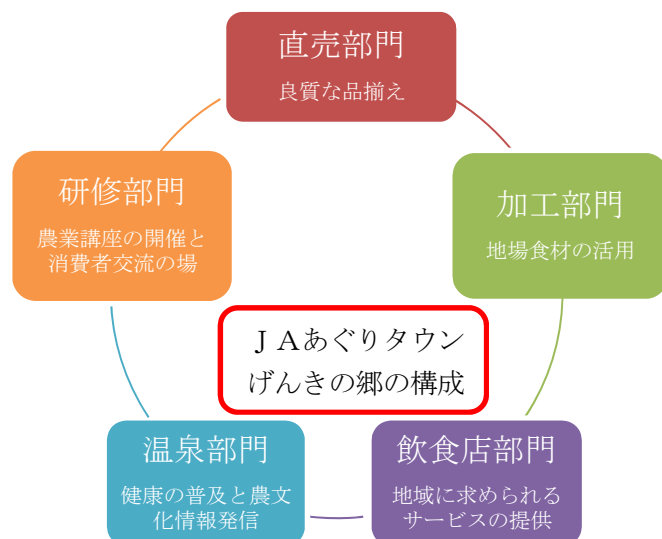 直売部門
良質な品揃え
加工部門
地場食材の活用
飲食店部門
地域に求められる
サービスの提供
温泉部門
健康の普及と農文
化情報発信
研修部門
農業講座の開催と
消費者交流の場
ＪＡあぐりタウン
げんきの郷の構成